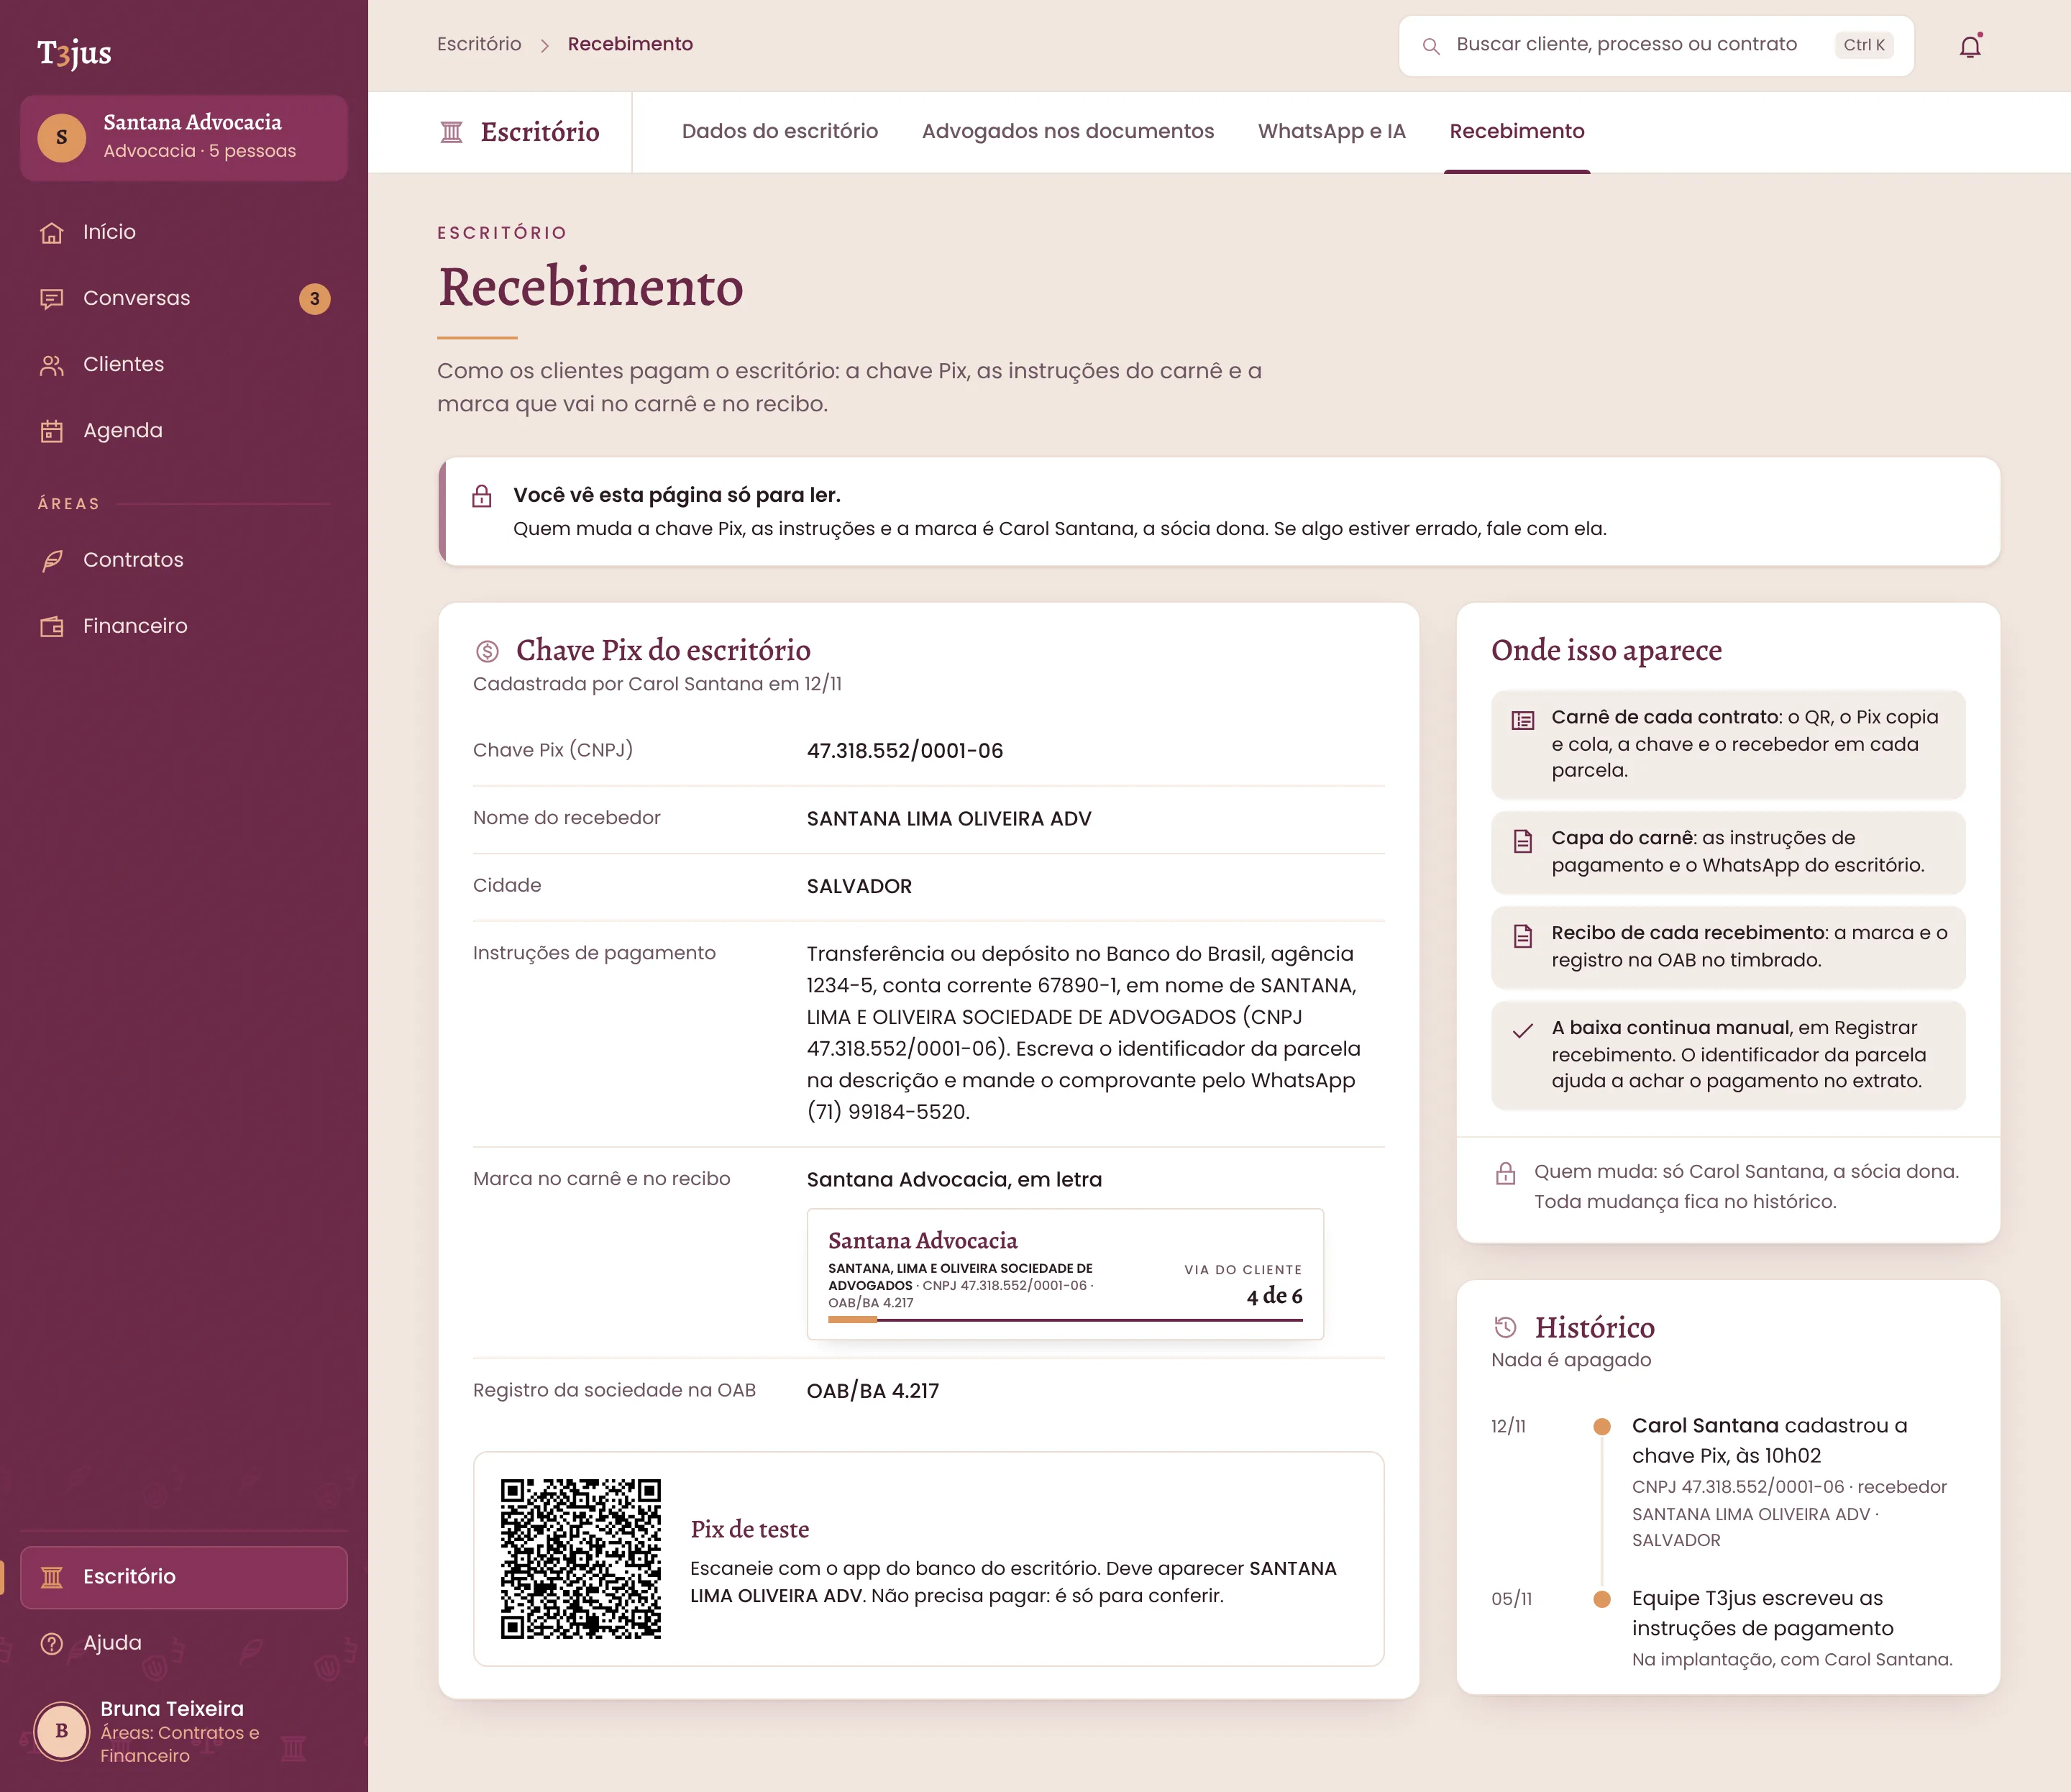 T3jus
S
Santana Advocacia
Advocacia · 5 pessoas
Início
Conversas
3
Clientes
Agenda
ÁREAS
Contratos
Financeiro
Escritório
Ajuda
B
Bruna Teixeira
Áreas: Contratos e
Financeiro
Escritório
Recebimento
Buscar cliente, processo ou contrato
Ctrl K
Escritório
Dados do escritório
Advogados nos documentos
WhatsApp e IA
Recebimento
ESCRITÓRIO
Recebimento
Como os clientes pagam o escritório: a chave Pix, as instruções do carnê e a
marca que vai no carnê e no recibo.
Você vê esta página só para ler.
Quem muda a chave Pix, as instruções e a marca é Carol Santana, a sócia dona. Se algo estiver errado, fale com ela.
Chave Pix do escritório
Cadastrada por Carol Santana em 12/11
Chave Pix (CNPJ)
47.318.552/0001-06
Nome do recebedor
SANTANA LIMA OLIVEIRA ADV
Cidade
SALVADOR
Instruções de pagamento
Transferência ou depósito no Banco do Brasil, agência
1234-5, conta corrente 67890-1, em nome de SANTANA,
LIMA E OLIVEIRA SOCIEDADE DE ADVOGADOS (CNPJ
47.318.552/0001-06). Escreva o identificador da parcela
na descrição e mande o comprovante pelo WhatsApp
(71) 99184-5520.
Marca no carnê e no recibo
Santana Advocacia, em letra
Santana Advocacia
SANTANA, LIMA E OLIVEIRA SOCIEDADE DE
ADVOGADOS · CNPJ 47.318.552/0001-06 ·
OAB/BA 4.217
VIA DO CLIENTE
4 de 6
Registro da sociedade na OAB
OAB/BA 4.217
Pix de teste
Escaneie com o app do banco do escritório. Deve aparecer SANTANA
LIMA OLIVEIRA ADV. Não precisa pagar: é só para conferir.
Onde isso aparece
Carnê de cada contrato: o QR, o Pix copia
e cola, a chave e o recebedor em cada
parcela.
Capa do carnê: as instruções de
pagamento e o WhatsApp do escritório.
Recibo de cada recebimento: a marca e o
registro na OAB no timbrado.
A baixa continua manual, em Registrar
recebimento. O identificador da parcela
ajuda a achar o pagamento no extrato.
Quem muda: só Carol Santana, a sócia dona.
Toda mudança fica no histórico.
Histórico
Nada é apagado
12/11
Carol Santana cadastrou a
chave Pix, às 10h02
CNPJ 47.318.552/0001-06 · recebedor
SANTANA LIMA OLIVEIRA ADV ·
SALVADOR
05/11
Equipe T3jus escreveu as
instruções de pagamento
Na implantação, com Carol Santana.